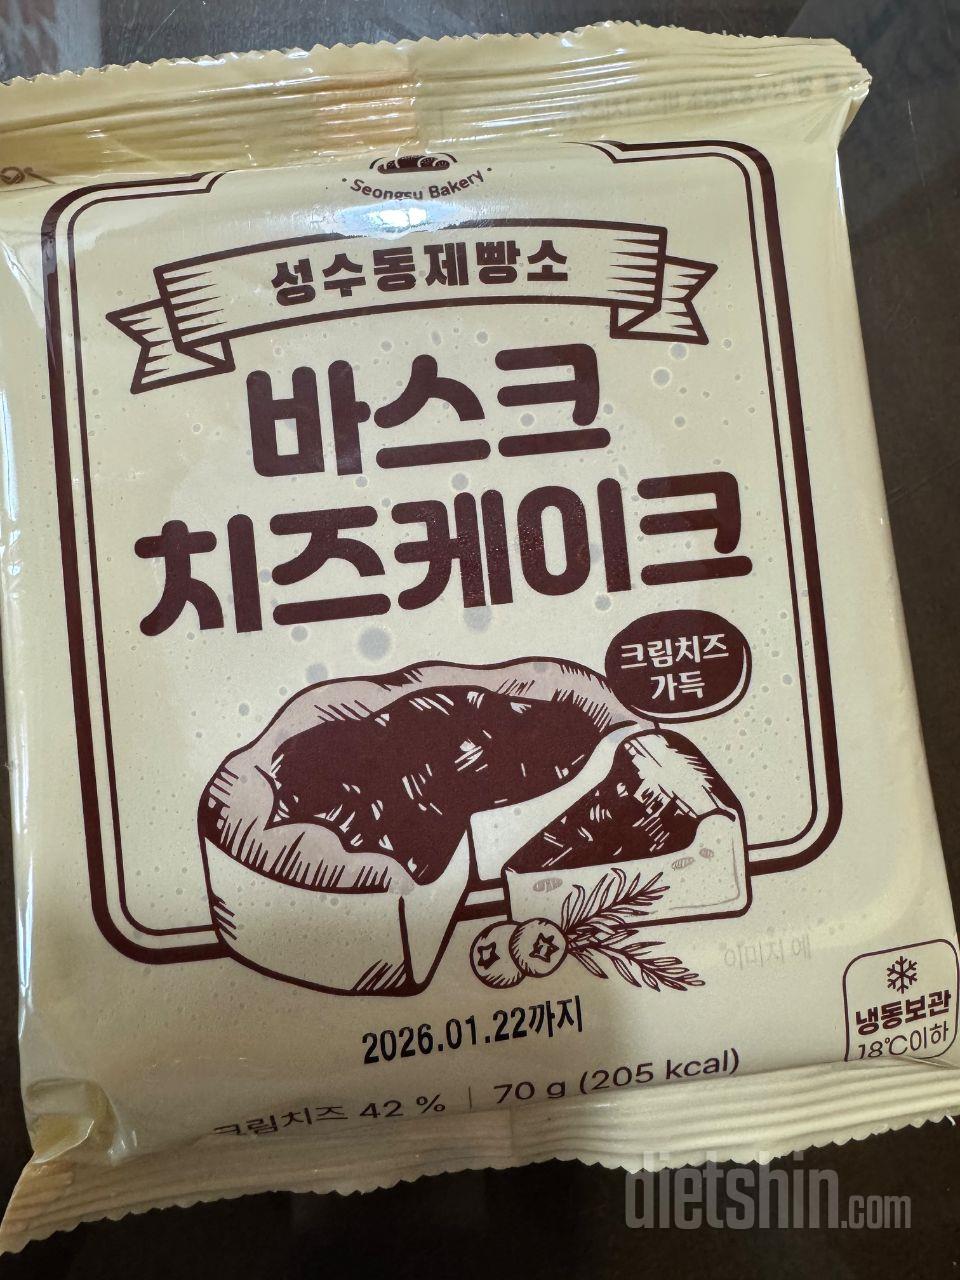 Seongsu Bakery
성수동제빵소
바스크
치즈케이크
크림치즈
가득
이미지 예
2026.01.22까지
냉동보관
18℃이하
크림치즈 42 % | 70 g (205 kcal)
dietshin.com